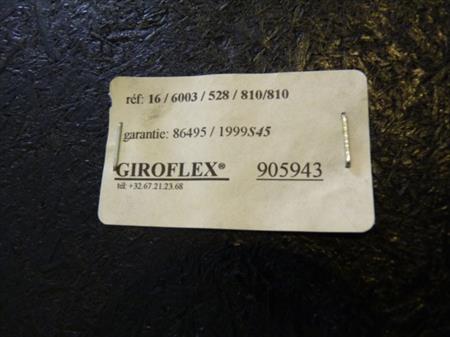 réf: 16 / 6003 / 528 / 810/810
garantie: 86495 / 1999S45
GIROFLEX® 905943
tél: +32.67.21.23.68